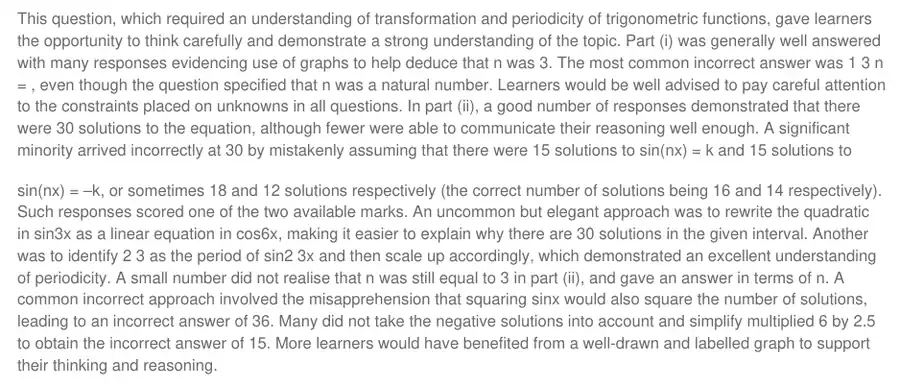 This question, which required an understanding of transformation and periodicity of trigonometric functions, gave learners
the opportunity to think carefully and demonstrate a strong understanding of the topic. Part (i) was generally well answered
with many responses evidencing use of graphs to help deduce that n was 3. The most common incorrect answer was 1 3 n
= , even though the question specified that n was a natural number. Learners would be well advised to pay careful attention
to the constraints placed on unknowns in all questions. In part (ii), a good number of responses demonstrated that there
were 30 solutions to the equation, although fewer were able to communicate their reasoning well enough. A significant
minority arrived incorrectly at 30 by mistakenly assuming that there were 15 solutions to sin(nx) = k and 15 solutions to
sin(nx) = –k, or sometimes 18 and 12 solutions respectively (the correct number of solutions being 16 and 14 respectively).
Such responses scored one of the two available marks. An uncommon but elegant approach was to rewrite the quadratic
in sin3x as a linear equation in cos6x, making it easier to explain why there are 30 solutions in the given interval. Another
was to identify 2 3 as the period of sin2 3x and then scale up accordingly, which demonstrated an excellent understanding
of periodicity. A small number did not realise that n was still equal to 3 in part (ii), and gave an answer in terms of n. A
common incorrect approach involved the misapprehension that squaring sinx would also square the number of solutions,
leading to an incorrect answer of 36. Many did not take the negative solutions into account and simplify multiplied 6 by 2.5
to obtain the incorrect answer of 15. More learners would have benefited from a well-drawn and labelled graph to support
their thinking and reasoning.